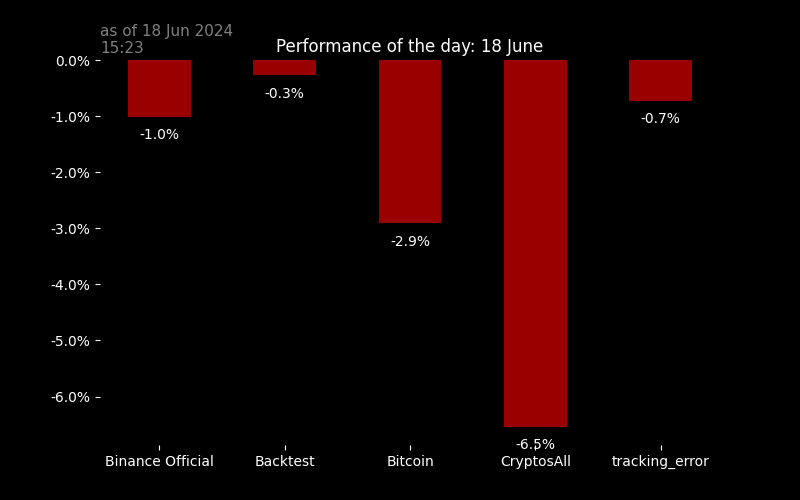 as of 18 Jun 2024
15:23
Performance of the day: 18 June
0.0%
-1.0%
-2.0%
-3.0%
-4.0%
-5.0%
-6.0%
-1.0%
-0.3%
-2.9%
-6.5%
-0.7%
Binance Official
Backtest
Bitcoin
CryptosAll
tracking_error